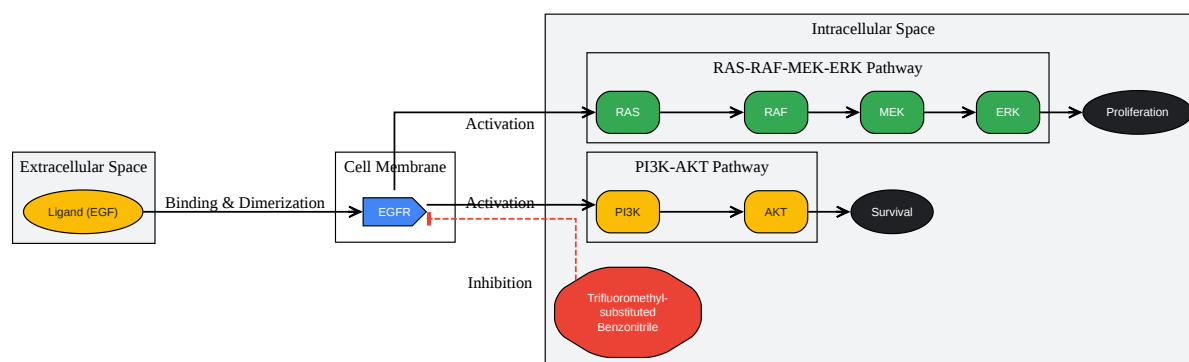 Intracellular Space
RAS-RAF-MEK-ERK Pathway
RAS
RAF
MEK
ERK
Proliferation
Activation
Extracellular Space
Cell Membrane
PI3K-AKT Pathway
Ligand (EGF)
Binding & Dimerization
EGFR
Activation
PI3K
AKT
Survival
Inhibition
Trifluoromethyl-
substituted
Benzonitrile